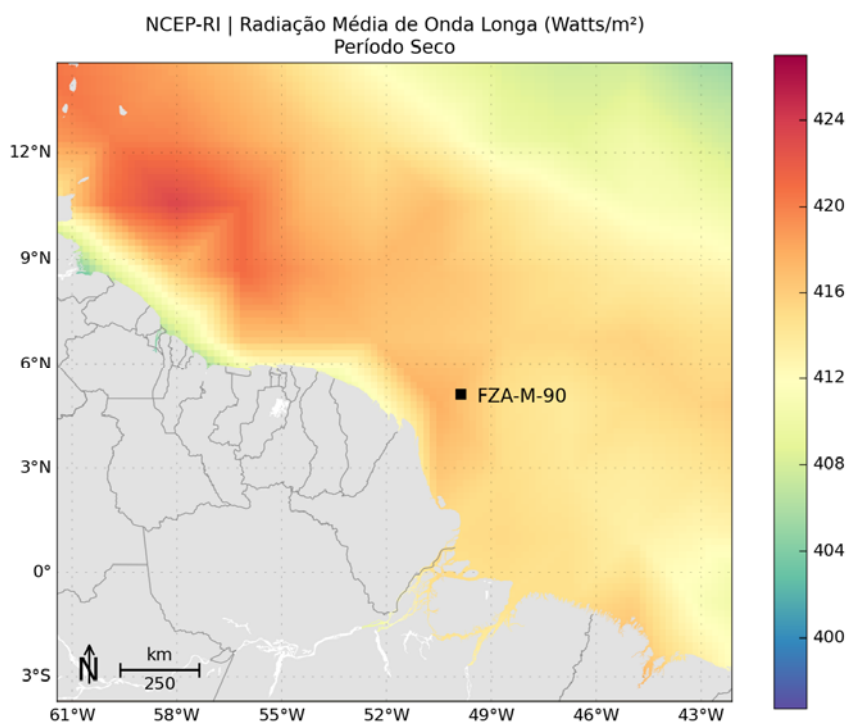 NCEP-RI | Radiação Média de Onda Longa (Watts/m²)
Período Seco
12°N
9°N
6°N
3°N
0°
3°S
61°W 58°W 55°W 52°W 49°W 46°W 43°W
FZA-M-90
N
km
250
424
420
416
412
408
404
400